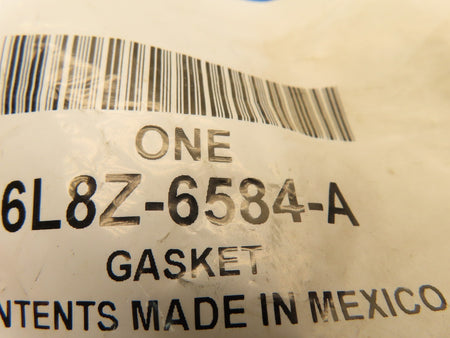 ONE
6L8Z-6584-A
GASKET
NTENTS MADE IN MEXICO